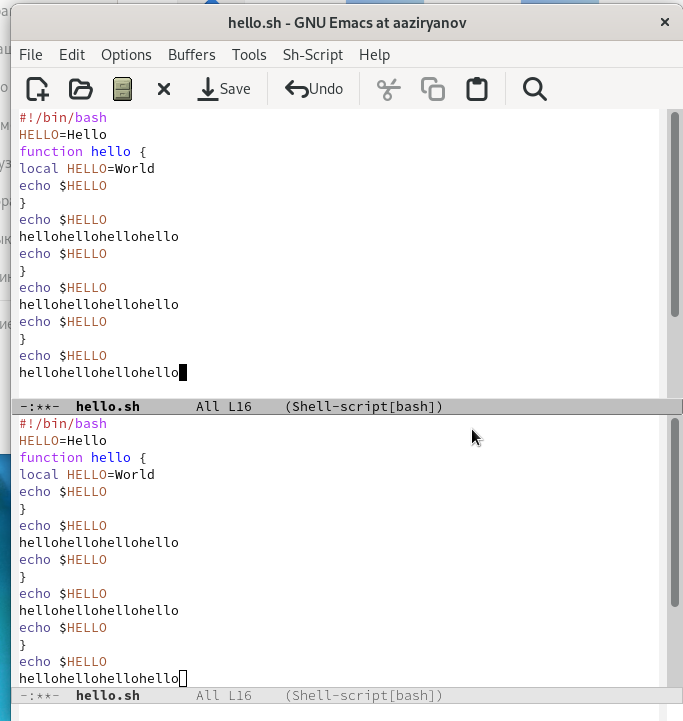 hello.sh - GNU Emacs at aaziryanov
File Edit Options Buffers Tools Sh-Script Help
Save Undo
#!/bin/bash
HELLO=Hello
function hello {
local HELLO=World
echo $HELLO
}
echo $HELLO
hellohellohellohello
echo $HELLO
}
echo $HELLO
hellohellohellohello
echo $HELLO
}
echo $HELLO
hellohellohellohello
-:**- hello.sh All L16 (Shell-script[bash])
#!/bin/bash
HELLO=Hello
function hello {
local HELLO=World
echo $HELLO
}
echo $HELLO
hellohellohellohello
echo $HELLO
}
echo $HELLO
hellohellohellohello
echo $HELLO
}
echo $HELLO
hellohellohellohello
-:**- hello.sh All L16 (Shell-script[bash])